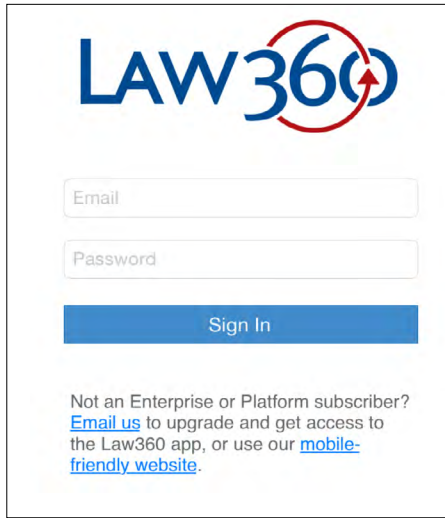 LAW360
Email
Password
Sign In
Not an Enterprise or Platform subscriber?
Email us to upgrade and get access to
the Law360 app, or use our mobile-
friendly website.